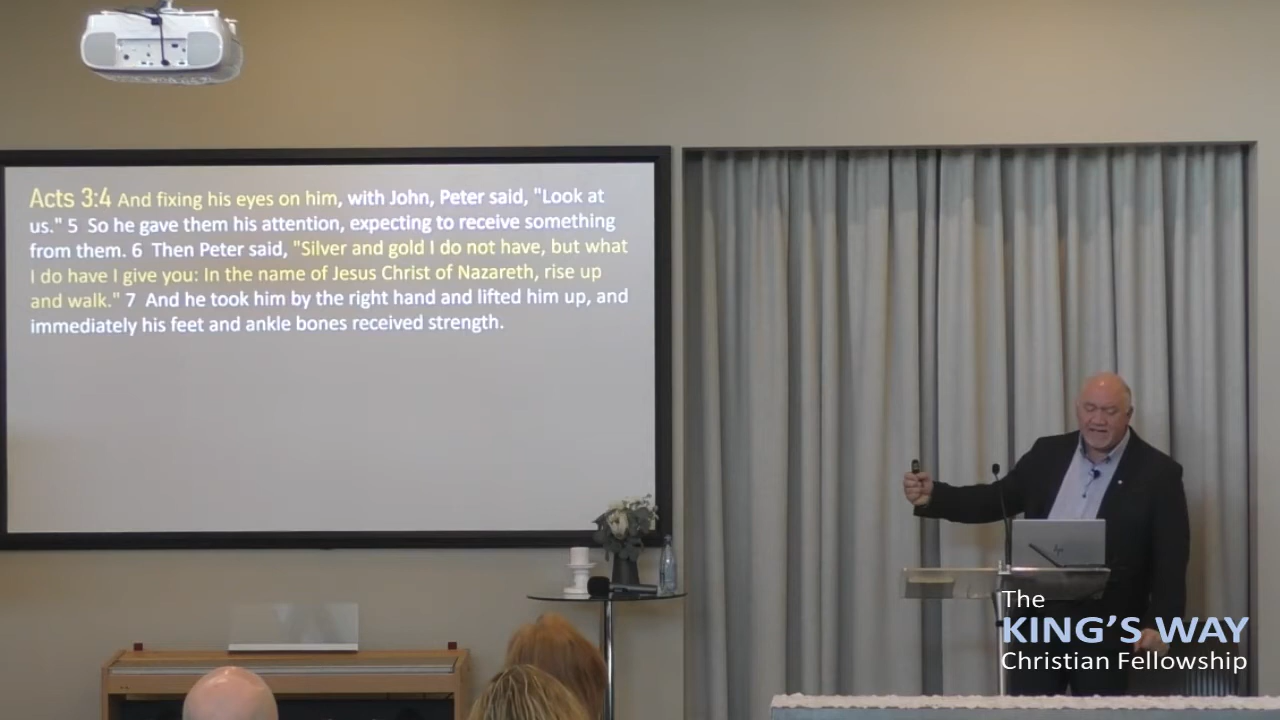 Acts 3:4 And fixing his eyes on him, with John, Peter said, "Look at
us." 5 So he gave them his attention, expecting to receive something
from them. 6 Then Peter said, "Silver and gold I do not have, but what
I do have I give you: In the name of Jesus Christ of Nazareth, rise up
and walk." 7 And he took him by the right hand and lifted him up, and
immediately his feet and ankle bones received strength.
hp
The
KING'S WAY
Christian Fellowship